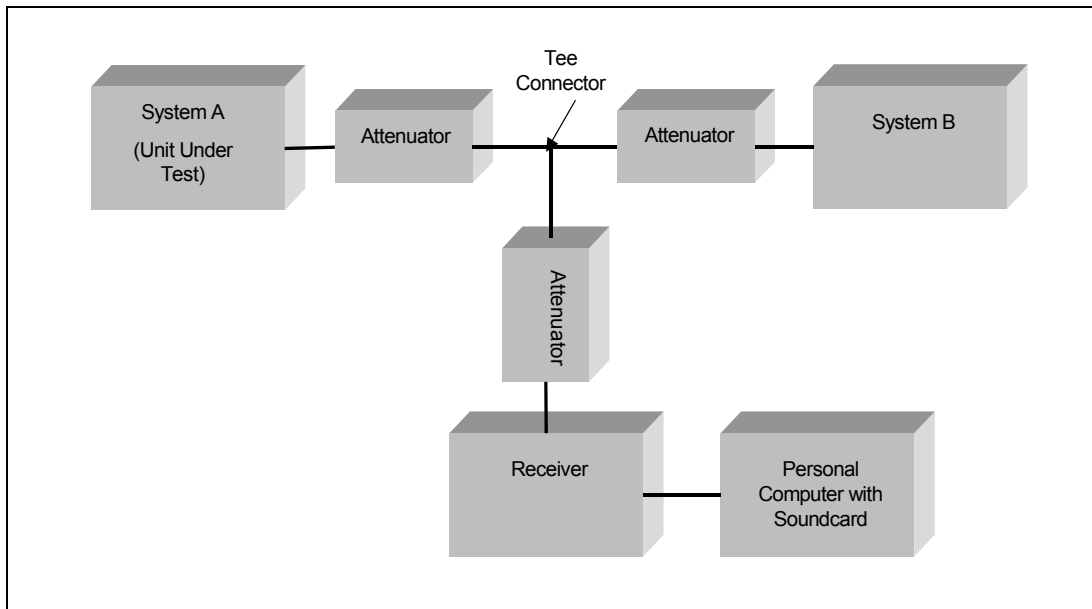 Tee
Connector
System A
(Unit Under
Test)
Attenuator
Attenuator
System B
Attenuator
Receiver
Personal
Computer with
Soundcard